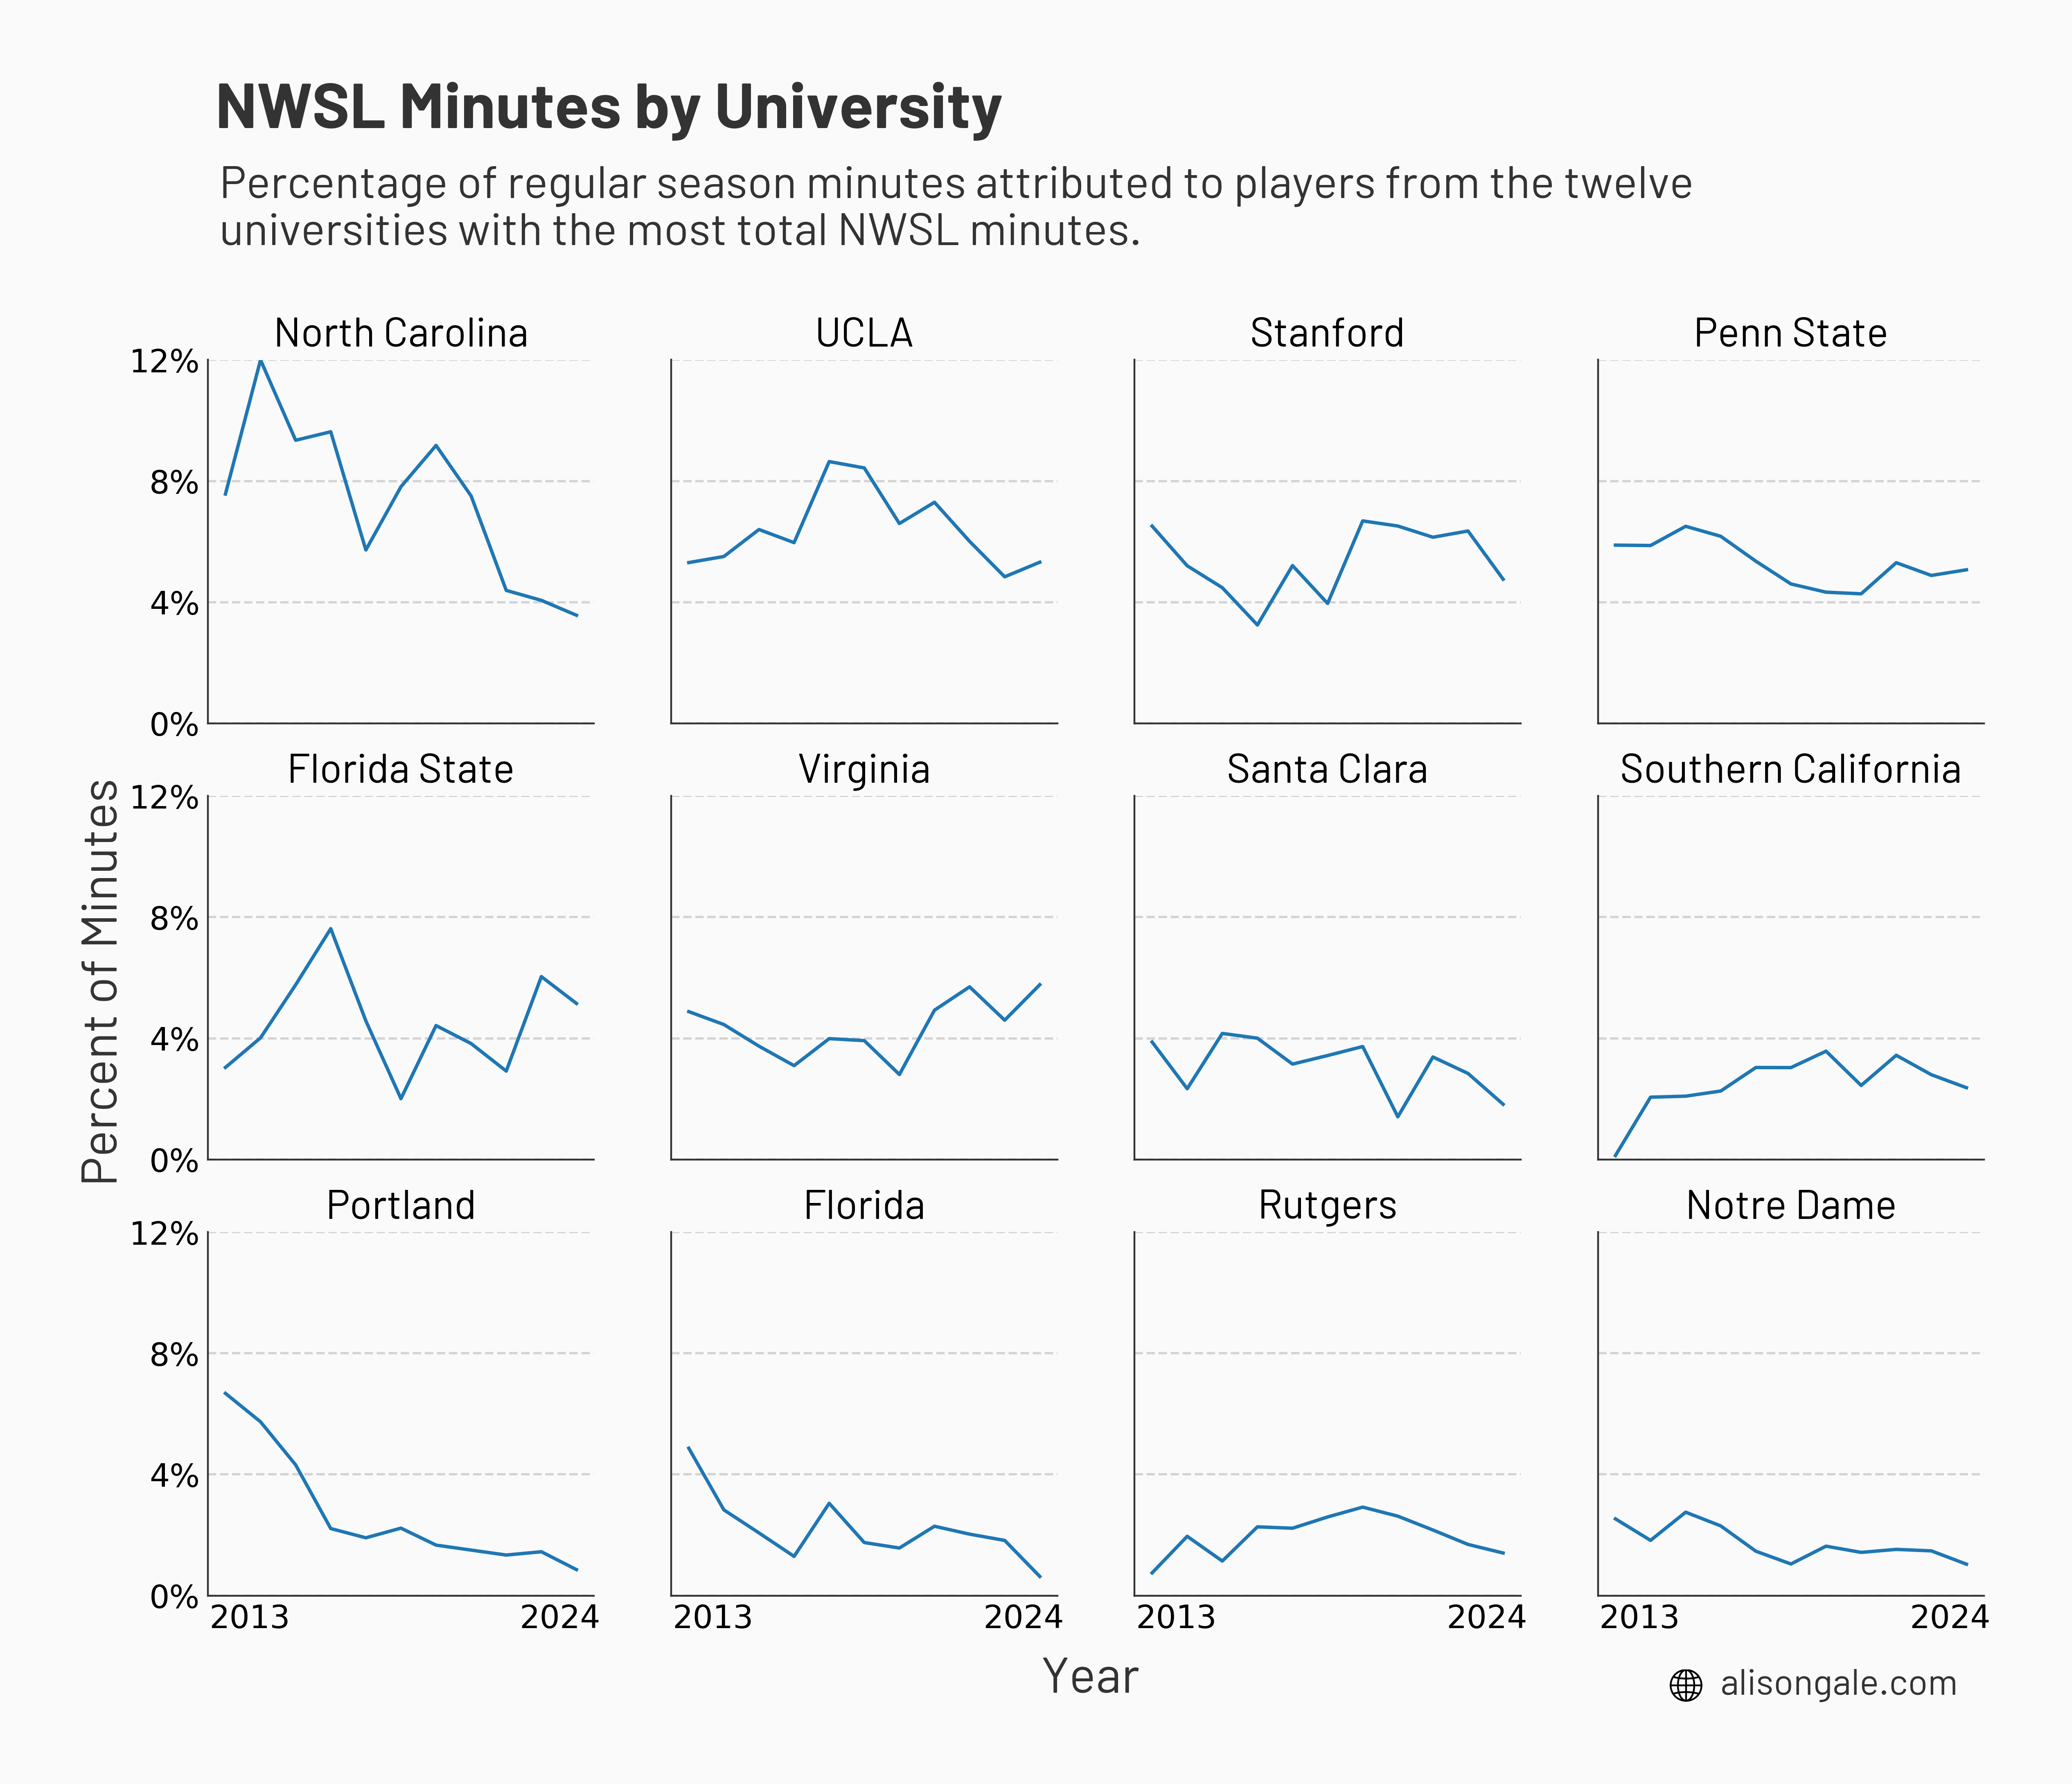 NWSL Minutes by University
Percentage of regular season minutes attributed to players from the twelve
universities with the most total NWSL minutes.
North Carolina
UCLA
Stanford
Penn State
12%
8%
4%
0%
Florida State
Virginia
Santa Clara
Southern California
12%
8%
4%
0%
Percent of Minutes
Portland
Florida
Rutgers
Notre Dame
12%
8%
4%
0%
2013 2024
2013 2024
2013 2024
2013 2024
Year
alisongale.com